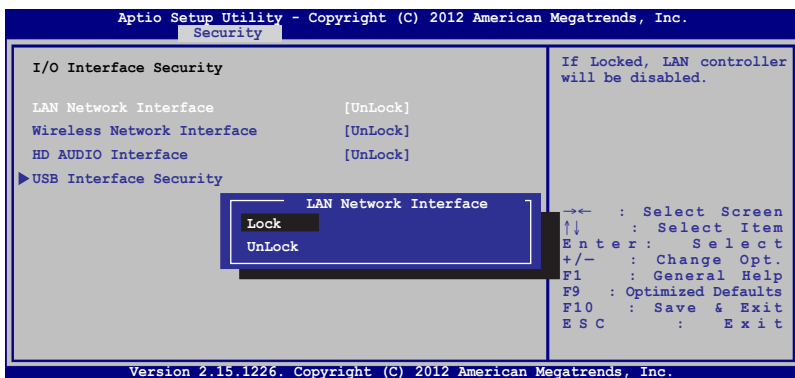 Aptio Setup Utility - Copyright (C) 2012 American Megatrends, Inc.
Security
I/O Interface Security
LAN Network Interface [UnLock]
Wireless Network Interface [UnLock]
HD AUDIO Interface [UnLock]
▶USB Interface Security
LAN Network Interface
Lock
UnLock
If Locked, LAN controller
will be disabled.
→← : Select Screen
↑↓ : Select Item
Enter: Select
+/— : Change Opt.
F1 : General Help
F9 : Optimized Defaults
F10 : Save & Exit
ESC : Exit
Version 2.15.1226. Copyright (C) 2012 American Megatrends, Inc.